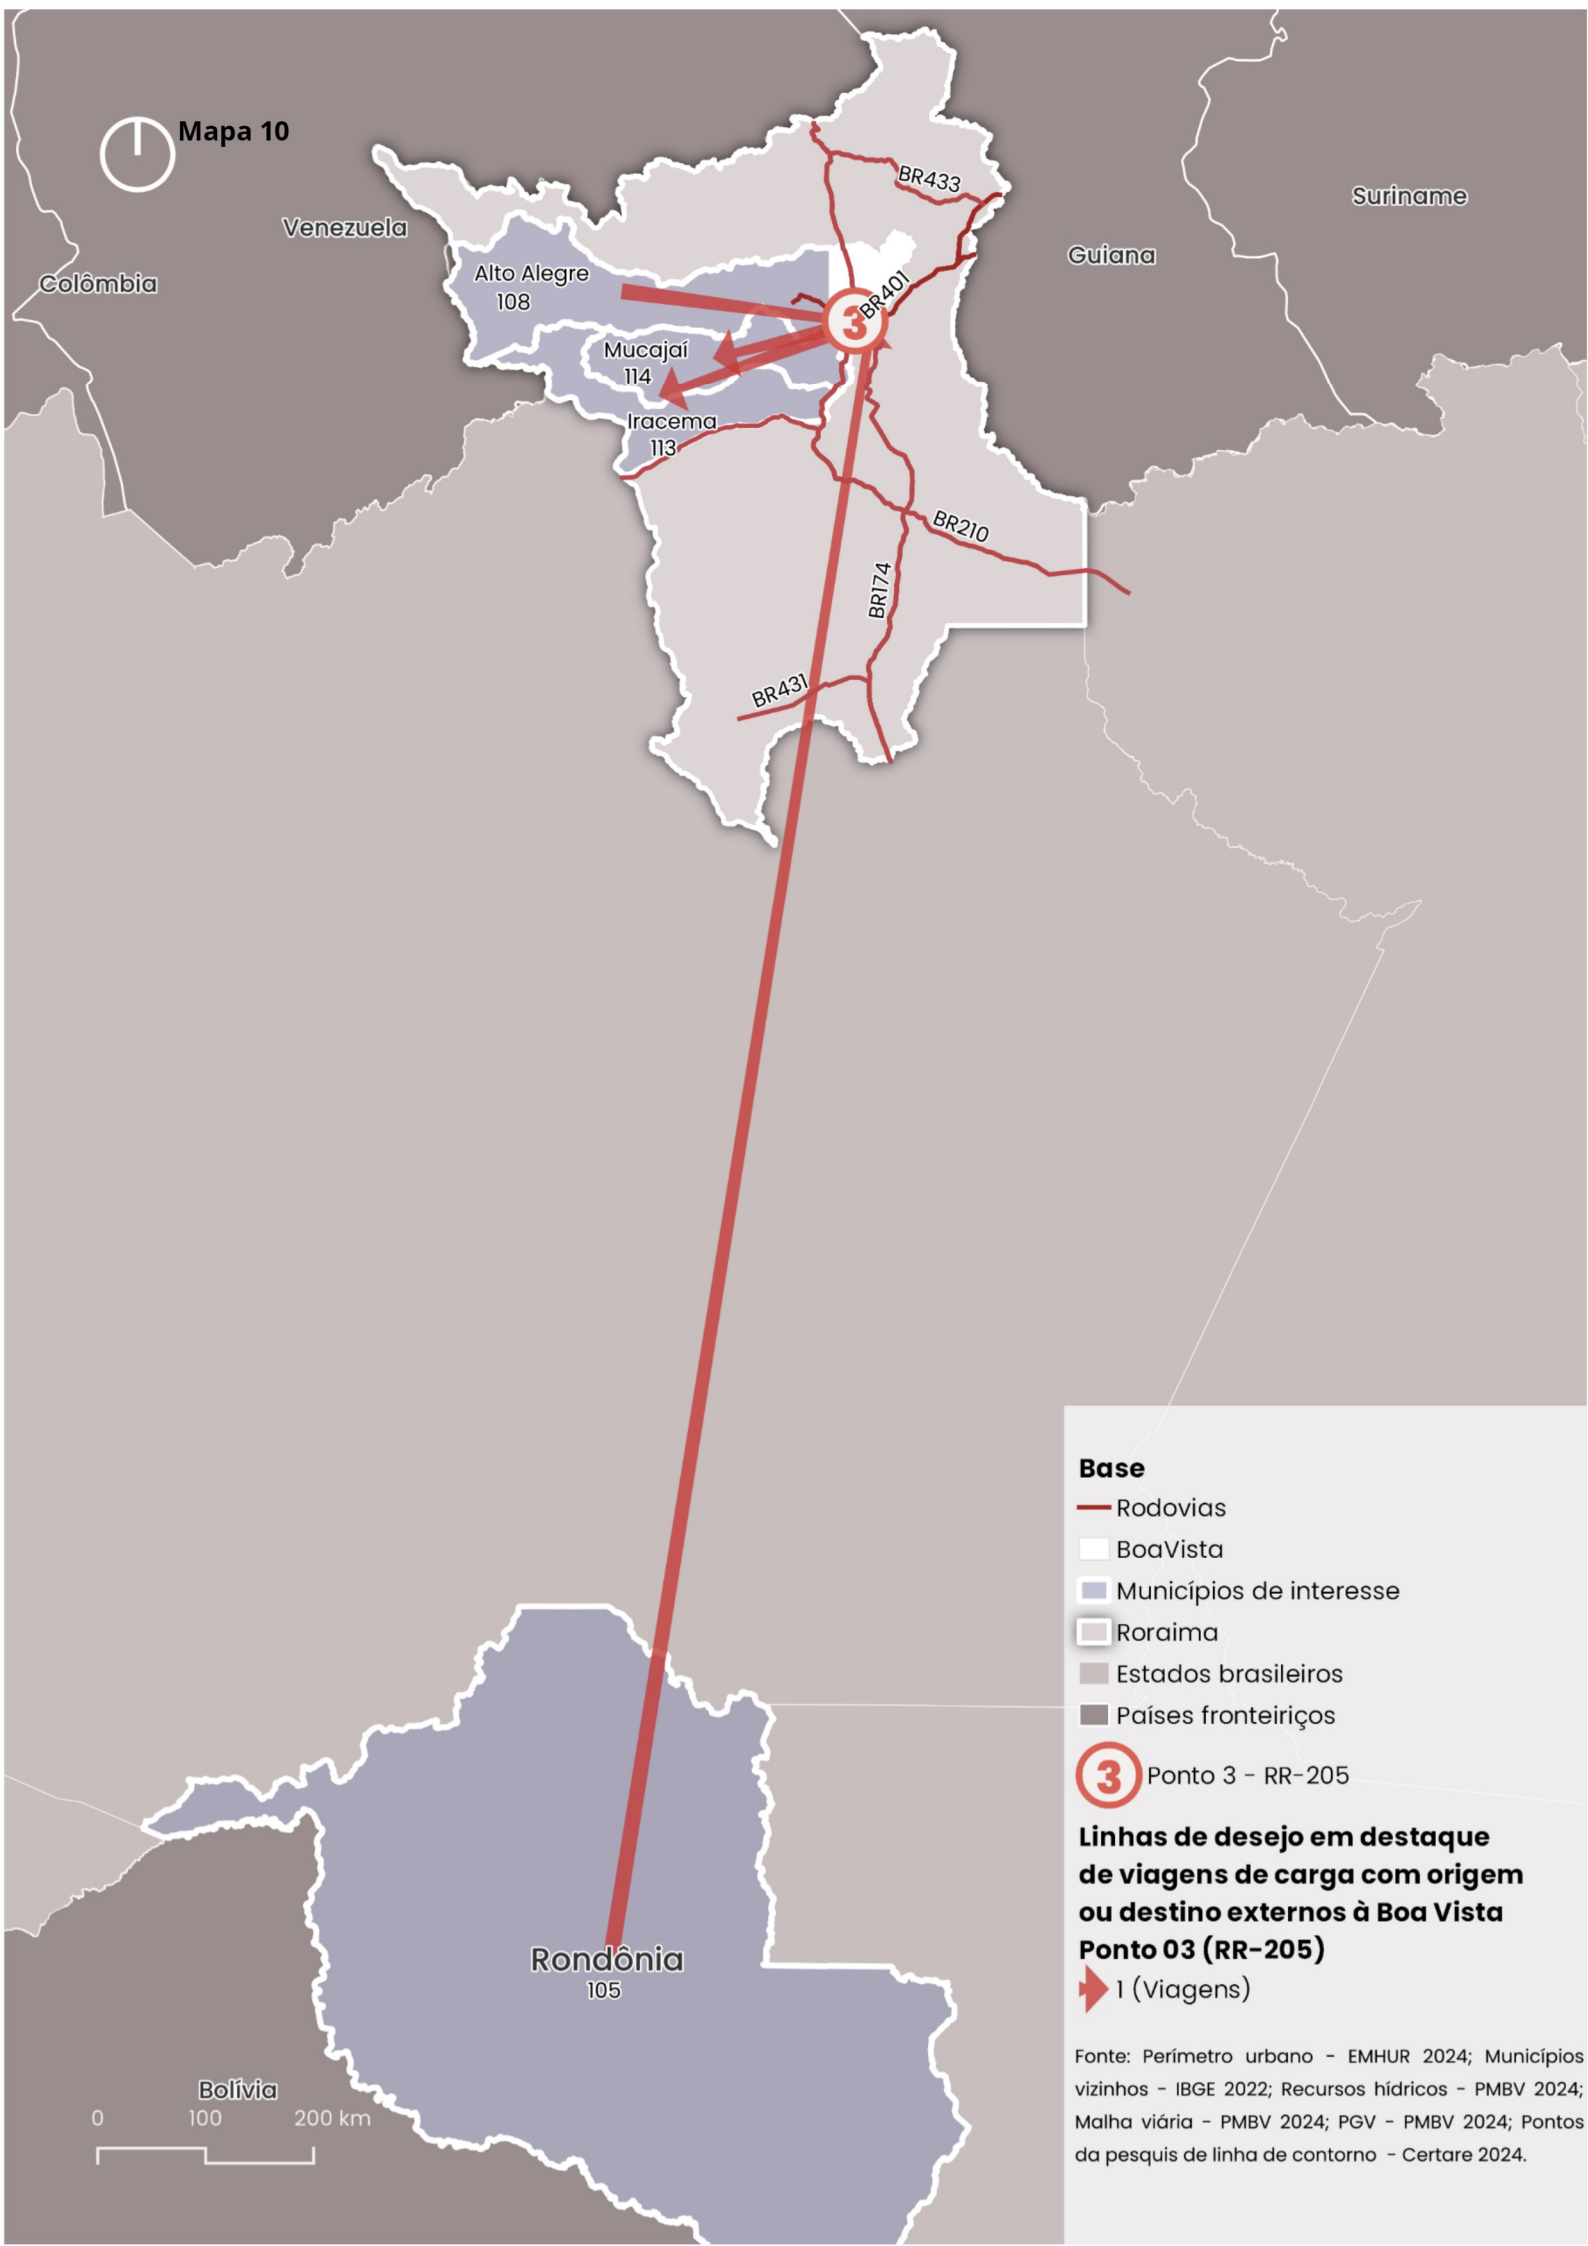 Mapa 10
Venezuela
Colômbia
Suriname
Guiana
BR433
BR401
Alto Alegre
108
3
Mucajaí
114
Iracema
113
BR210
BR174
BR431
Rondônia
105
Bolívia
0 100 200 km
Base
Rodovias
BoaVista
Municípios de interesse
Roraima
Estados brasileiros
Países fronteiriços
3 Ponto 3 - RR-205
Linhas de desejo em destaque
de viagens de carga com origem
ou destino externos à Boa Vista
Ponto 03 (RR-205)
1 (Viagens)
Fonte: Perímetro urbano - EMHUR 2024; Municípios
vizinhos - IBGE 2022; Recursos hídricos - PMBV 2024;
Malha viária - PMBV 2024; PGV - PMBV 2024; Pontos
da pesquis de linha de contorno - Certare 2024.